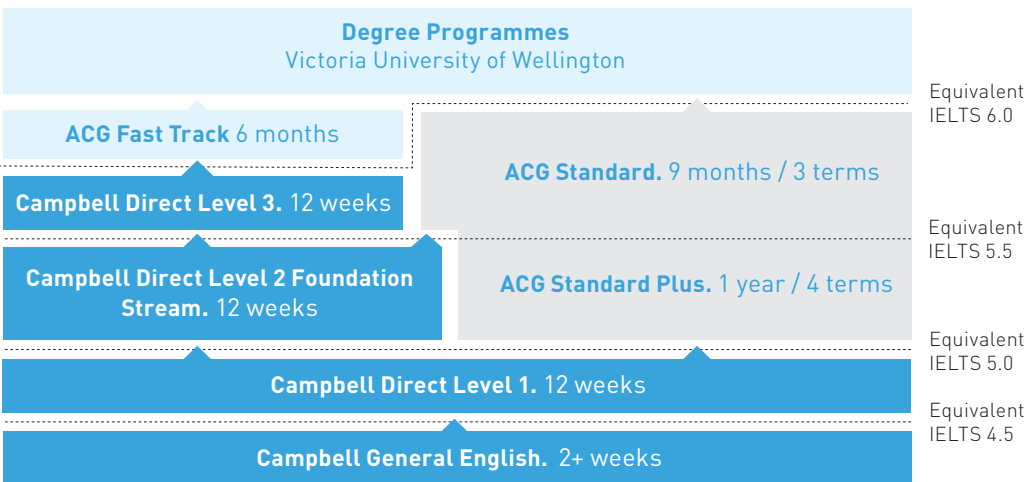 Degree Programmes
Victoria University of Wellington
Equivalent
IELTS 6.0
ACG Fast Track 6 months
ACG Standard. 9 months / 3 terms
Campbell Direct Level 3. 12 weeks
Equivalent
IELTS 5.5
Campbell Direct Level 2 Foundation
Stream. 12 weeks
ACG Standard Plus. 1 year / 4 terms
Equivalent
IELTS 5.0
Campbell Direct Level 1. 12 weeks
Equivalent
IELTS 4.5
Campbell General English. 2+ weeks